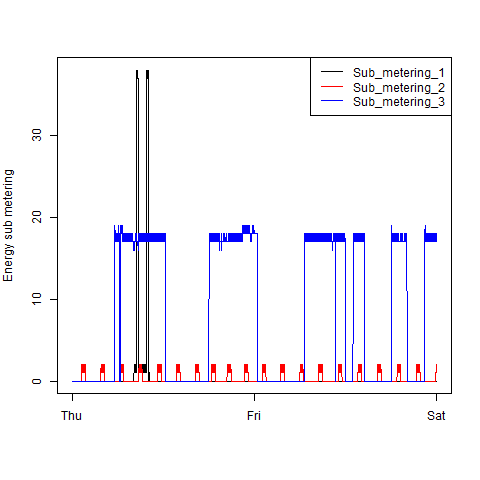 Sub_metering_1
Sub_metering_2
Sub_metering_3
Energy sub metering
30
20
10
0
Thu Fri Sat